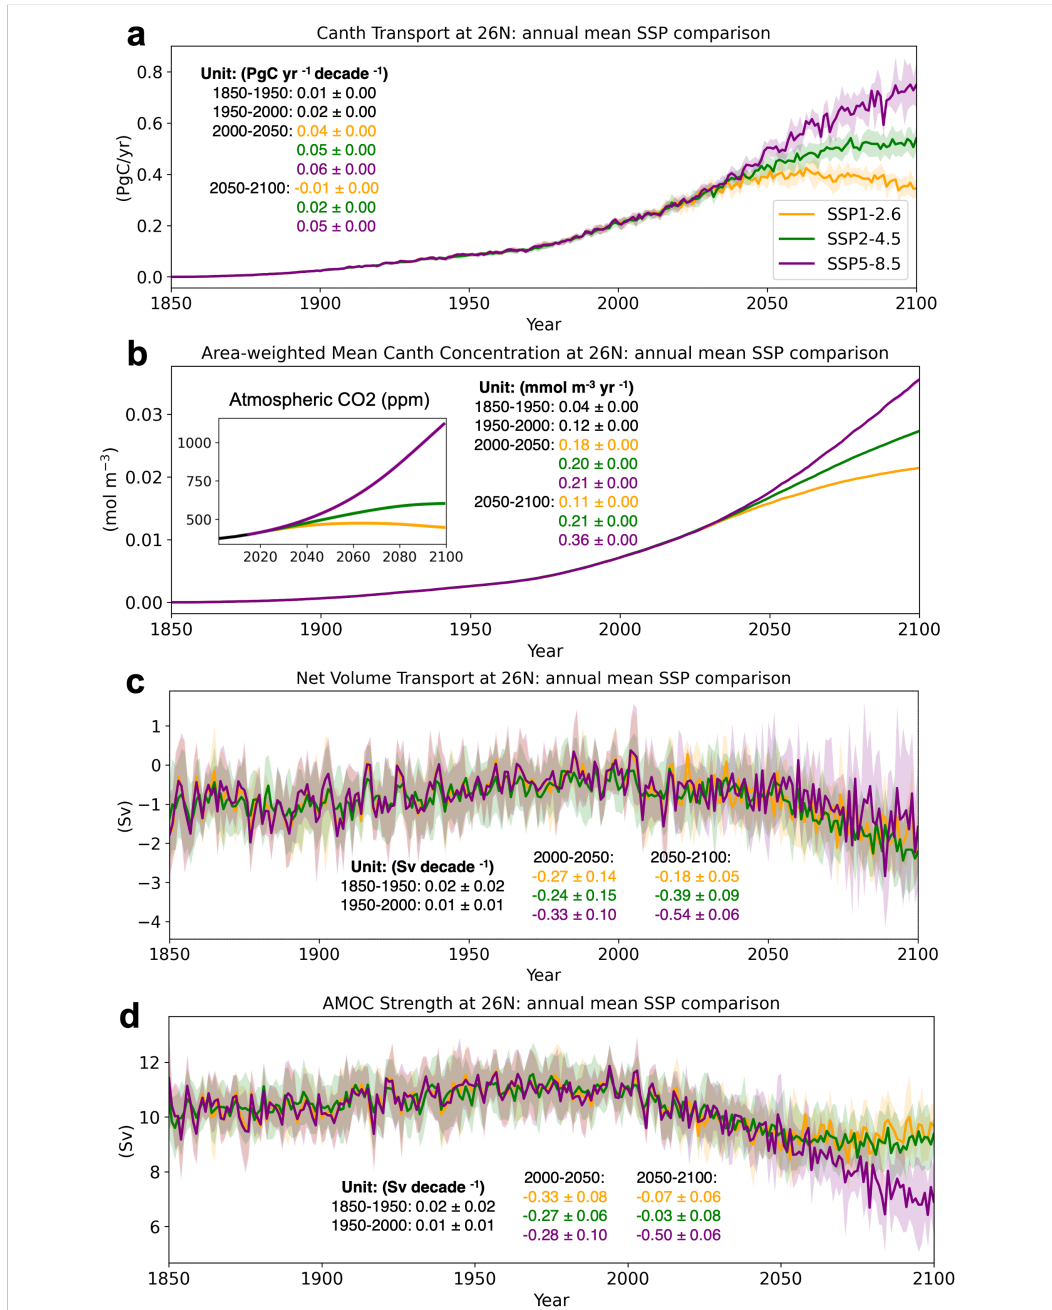 a
Canth Transport at 26N: annual mean SSP comparison
Unit: (PgC yr -1 decade -1)
1850-1950: 0.01 ± 0.00
1950-2000: 0.02 ± 0.00
2000-2050: 0.04 ± 0.00
0.05 ± 0.00
0.06 ± 0.00
2050-2100: -0.01 ± 0.00
0.02 ± 0.00
0.05 ± 0.00
0.8
0.6
0.4
0.2
0.0
(PgC/yr)
SSP1-2.6
SSP2-4.5
SSP5-8.5
1850 1900 1950 2000 2050 2100
Year
b
Area-weighted Mean Canth Concentration at 26N: annual mean SSP comparison
Atmospheric CO2 (ppm)
1000
750
500
2020 2040 2060 2080 2100
Unit: (mmol m-3 yr -1)
1850-1950: 0.04 ± 0.00
1950-2000: 0.12 ± 0.00
2000-2050: 0.18 ± 0.00
0.20 ± 0.00
0.21 ± 0.00
2050-2100: 0.11 ± 0.00
0.21 ± 0.00
0.36 ± 0.00
0.03
0.02
0.01
0.00
(mol m−3)
1850 1900 1950 2000 2050 2100
Year
c
Net Volume Transport at 26N: annual mean SSP comparison
1
0
−1
−2
−3
−4
(Sv)
Unit: (Sv decade -1)
1850-1950: 0.02 ± 0.02
1950-2000: 0.01 ± 0.01
2000-2050: 2050-2100:
-0.27 ± 0.14 -0.18 ± 0.05
-0.24 ± 0.15 -0.39 ± 0.09
-0.33 ± 0.10 -0.54 ± 0.06
1850 1900 1950 2000 2050 2100
Year
d
AMOC Strength at 26N: annual mean SSP comparison
12
10
8
6
(Sv)
Unit: (Sv decade -1)
1850-1950: 0.02 ± 0.02
1950-2000: 0.01 ± 0.01
2000-2050: 2050-2100:
-0.33 ± 0.08 -0.07 ± 0.06
-0.27 ± 0.06 -0.03 ± 0.08
-0.28 ± 0.10 -0.50 ± 0.06
1850 1900 1950 2000 2050 2100
Year